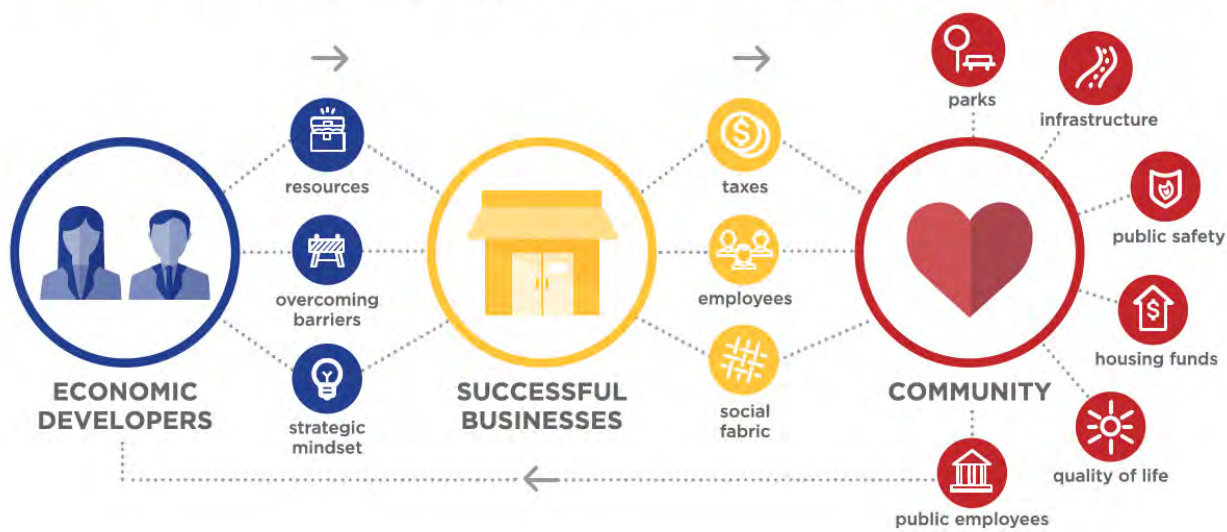 parks
infrastructure
resources
taxes
public safety
overcoming
barriers
employees
housing funds
ECONOMIC
DEVELOPERS
SUCCESSFUL
BUSINESSES
COMMUNITY
strategic
mindset
social
fabric
quality of life
public employees
$
$